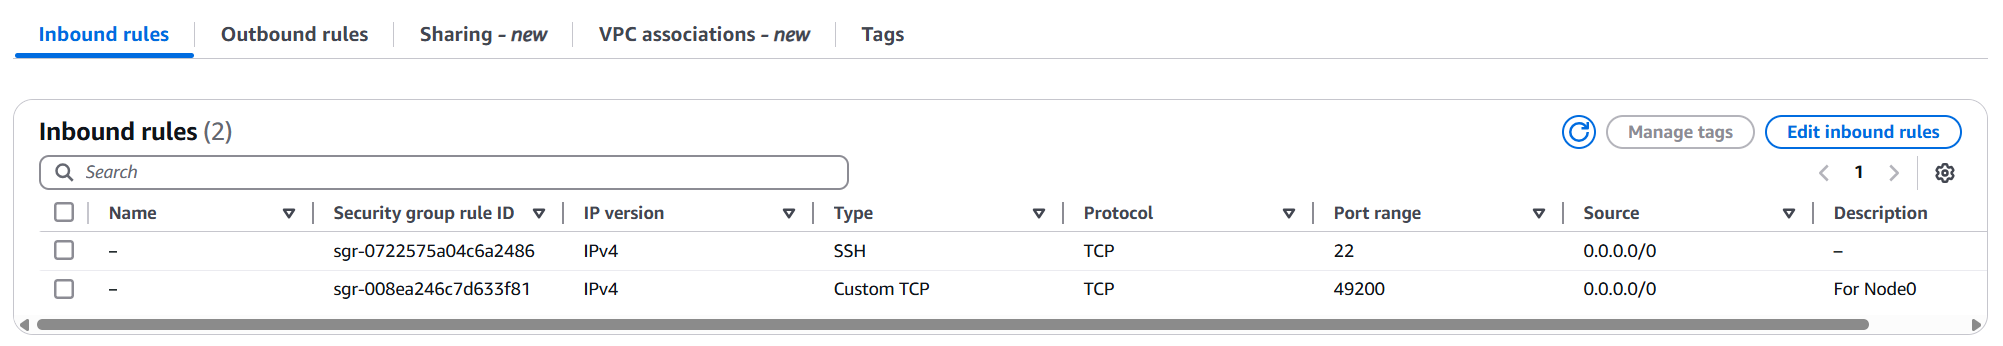 Inbound rules Outbound rules Sharing - new VPC associations - new Tags
Inbound rules (2) Manage tags Edit inbound rules
Search 1
Name Security group rule ID IP version Type Protocol Port range Source Description
– sgr-0722575a04c6a2486 IPv4 SSH TCP 22 0.0.0.0/0 –
– sgr-008ea246c7d633f81 IPv4 Custom TCP TCP 49200 0.0.0.0/0 For Node0